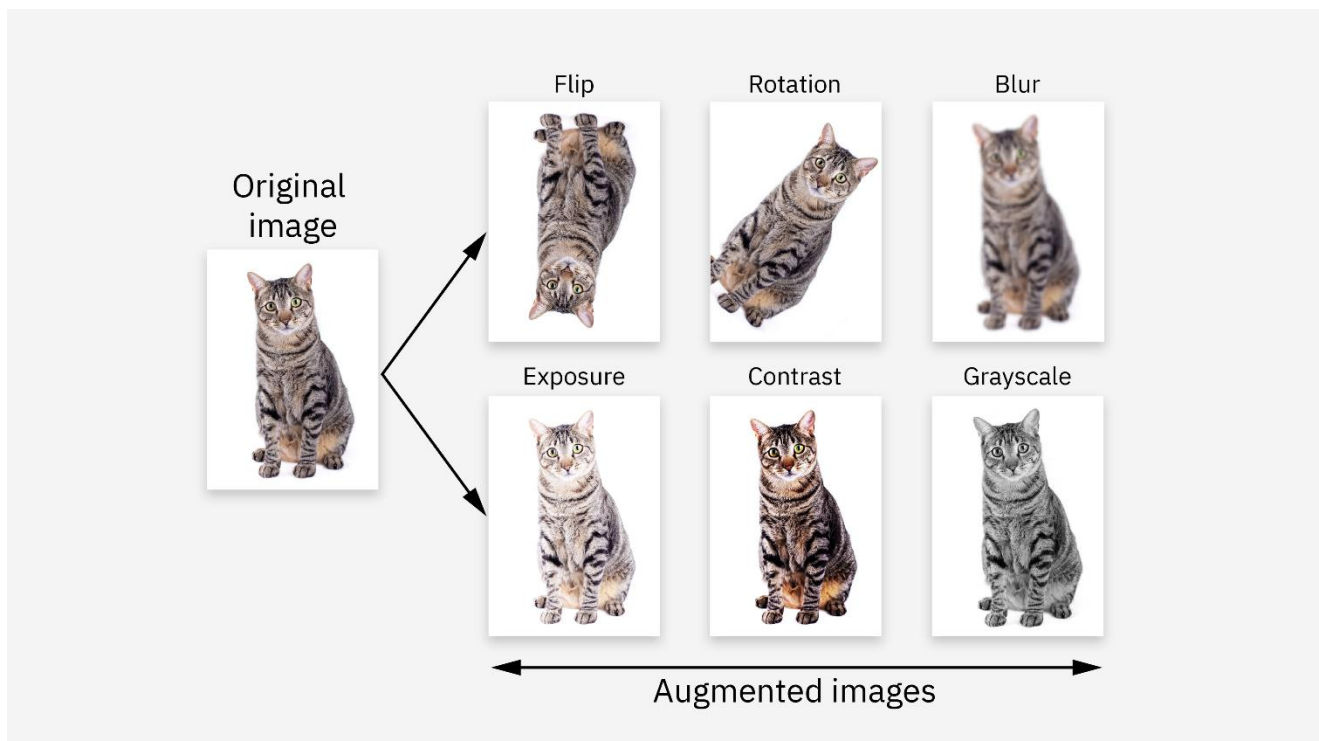 Original
image
Flip
Rotation
Blur
Exposure
Contrast
Grayscale
Augmented images